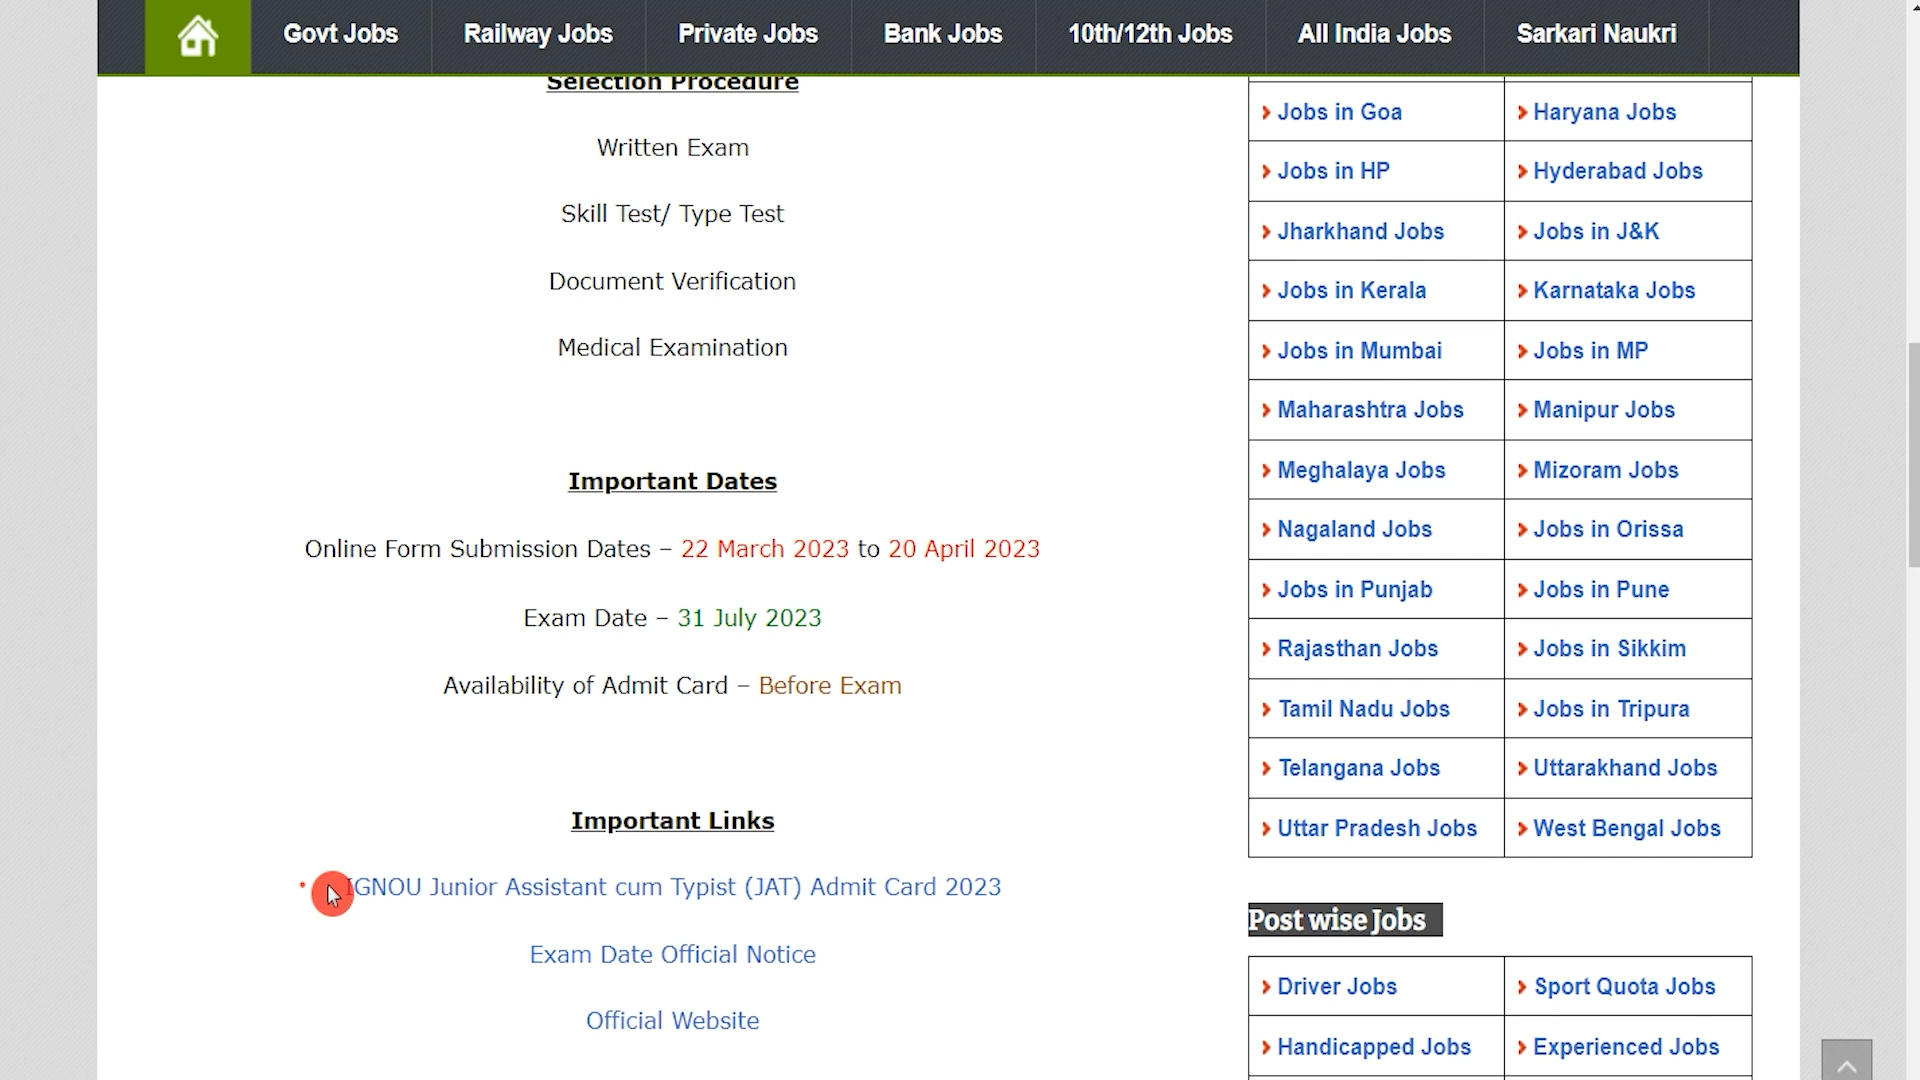 Govt Jobs Railway Jobs Private Jobs Bank Jobs 10th/12th Jobs All India Jobs Sarkari Naukri
Selection Procedure
Written Exam
Skill Test/ Type Test
Document Verification
Medical Examination
Important Dates
Online Form Submission Dates – 22 March 2023 to 20 April 2023
Exam Date – 31 July 2023
Availability of Admit Card – Before Exam
Important Links
IGNOU Junior Assistant cum Typist (JAT) Admit Card 2023
Exam Date Official Notice
Official Website
Jobs in Goa Haryana Jobs
Jobs in HP Hyderabad Jobs
Jharkhand Jobs Jobs in J&K
Jobs in Kerala Karnataka Jobs
Jobs in Mumbai Jobs in MP
Maharashtra Jobs Manipur Jobs
Meghalaya Jobs Mizoram Jobs
Nagaland Jobs Jobs in Orissa
Jobs in Punjab Jobs in Pune
Rajasthan Jobs Jobs in Sikkim
Tamil Nadu Jobs Jobs in Tripura
Telangana Jobs Uttarakhand Jobs
Uttar Pradesh Jobs West Bengal Jobs
Post wise Jobs
Driver Jobs Sport Quota Jobs
Handicapped Jobs Experienced Jobs